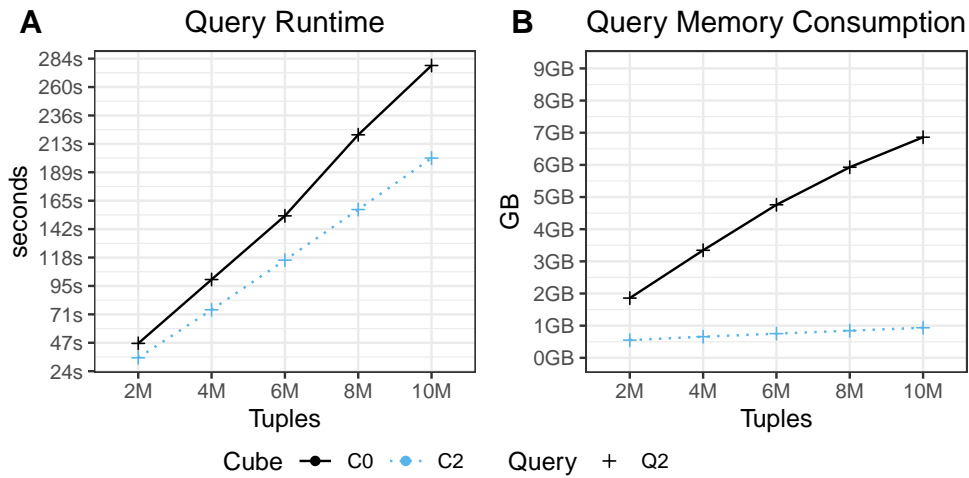 A Query Runtime
284s
260s
236s
213s
189s
165s
142s
118s
95s
71s
47s
24s
seconds
2M 4M 6M 8M 10M
Tuples
B Query Memory Consumption
9GB
8GB
7GB
6GB
5GB
4GB
3GB
2GB
1GB
0GB
GB
2M 4M 6M 8M 10M
Tuples
Cube C0 C2 Query Q2